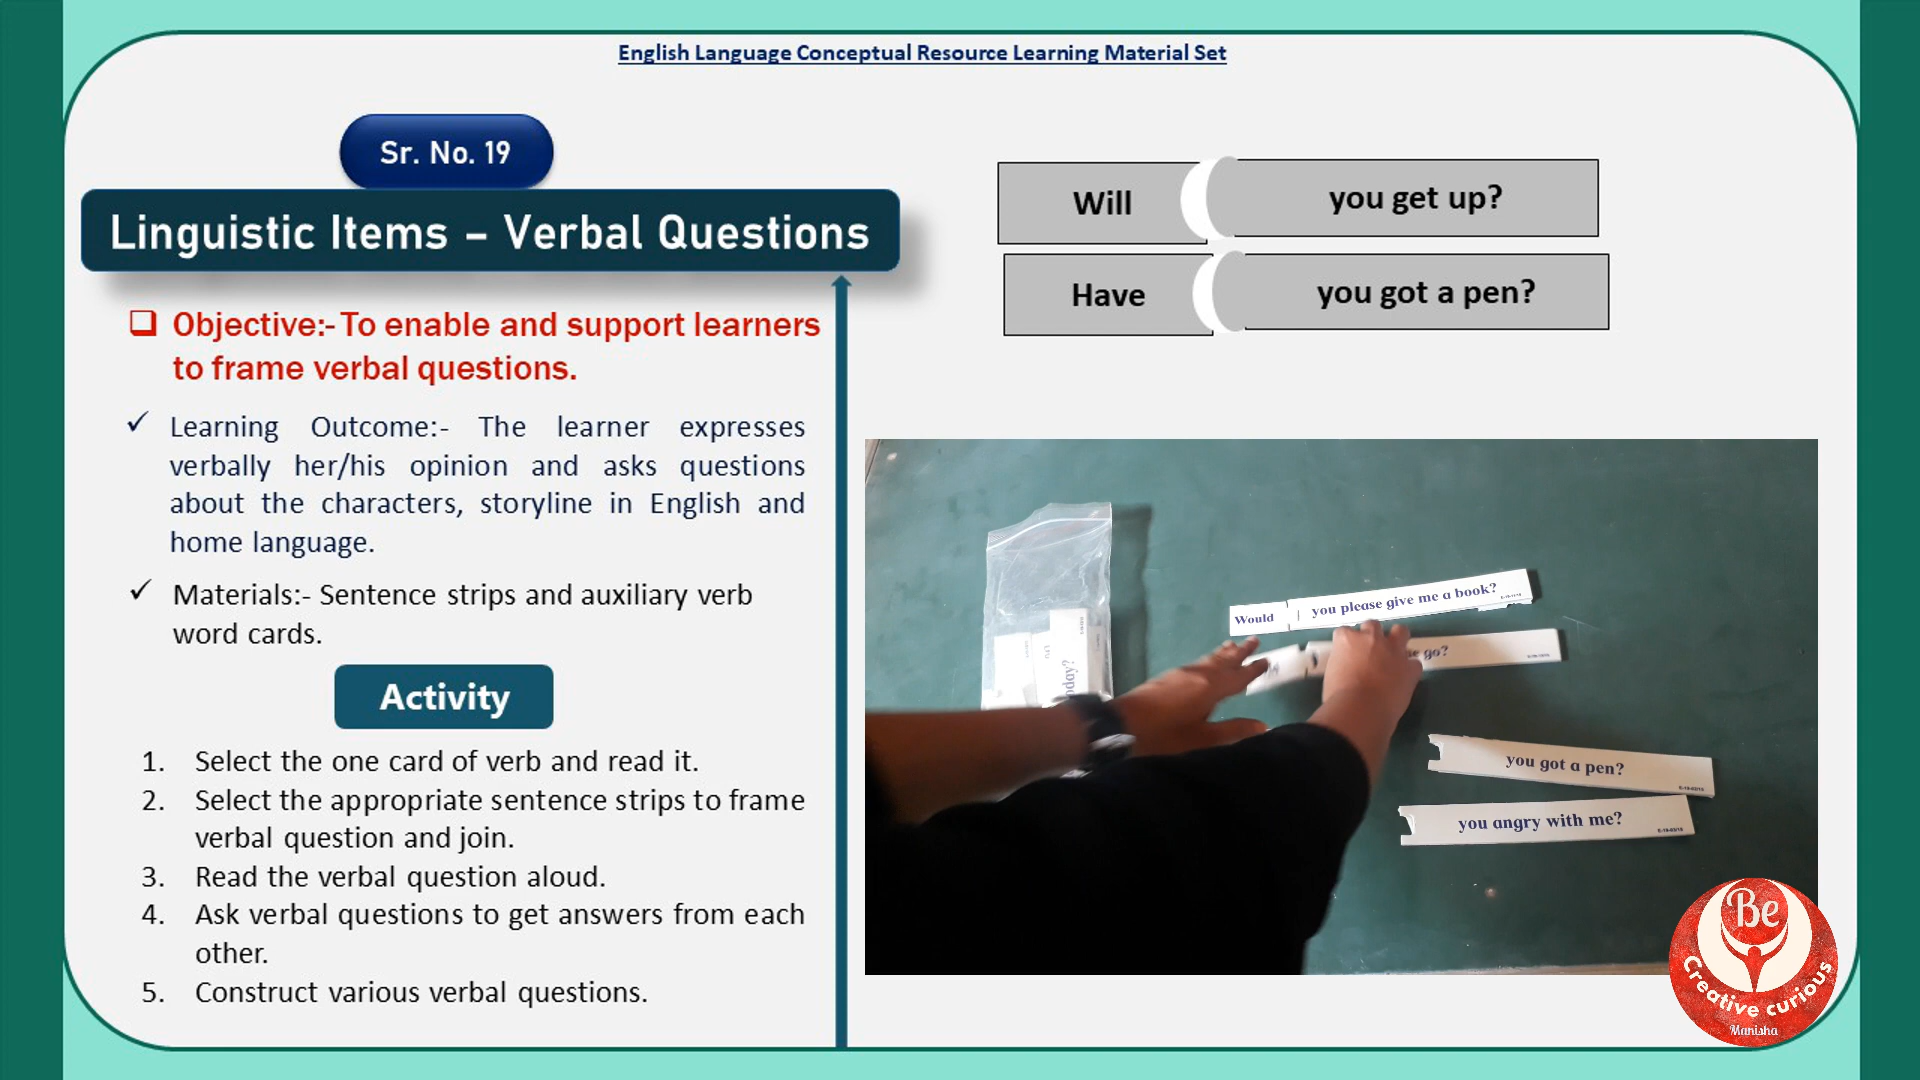 English Language Conceptual Resource Learning Material Set
Sr. No. 19
Linguistic Items – Verbal Questions
Objective:- To enable and support learners
to frame verbal questions.
Learning Outcome:- The learner expresses
verbally her/his opinion and asks questions
about the characters, storyline in English and
home language.
Materials:- Sentence strips and auxiliary verb
word cards.
Activity
1. Select the one card of verb and read it.
2. Select the appropriate sentence strips to frame
verbal question and join.
3. Read the verbal question aloud.
4. Ask verbal questions to get answers from each
other.
5. Construct various verbal questions.
Will you get up?
Have you got a pen?
Would you please give me a book?
go?
you got a pen?
you angry with me?
Be
Creative curious
Manisha